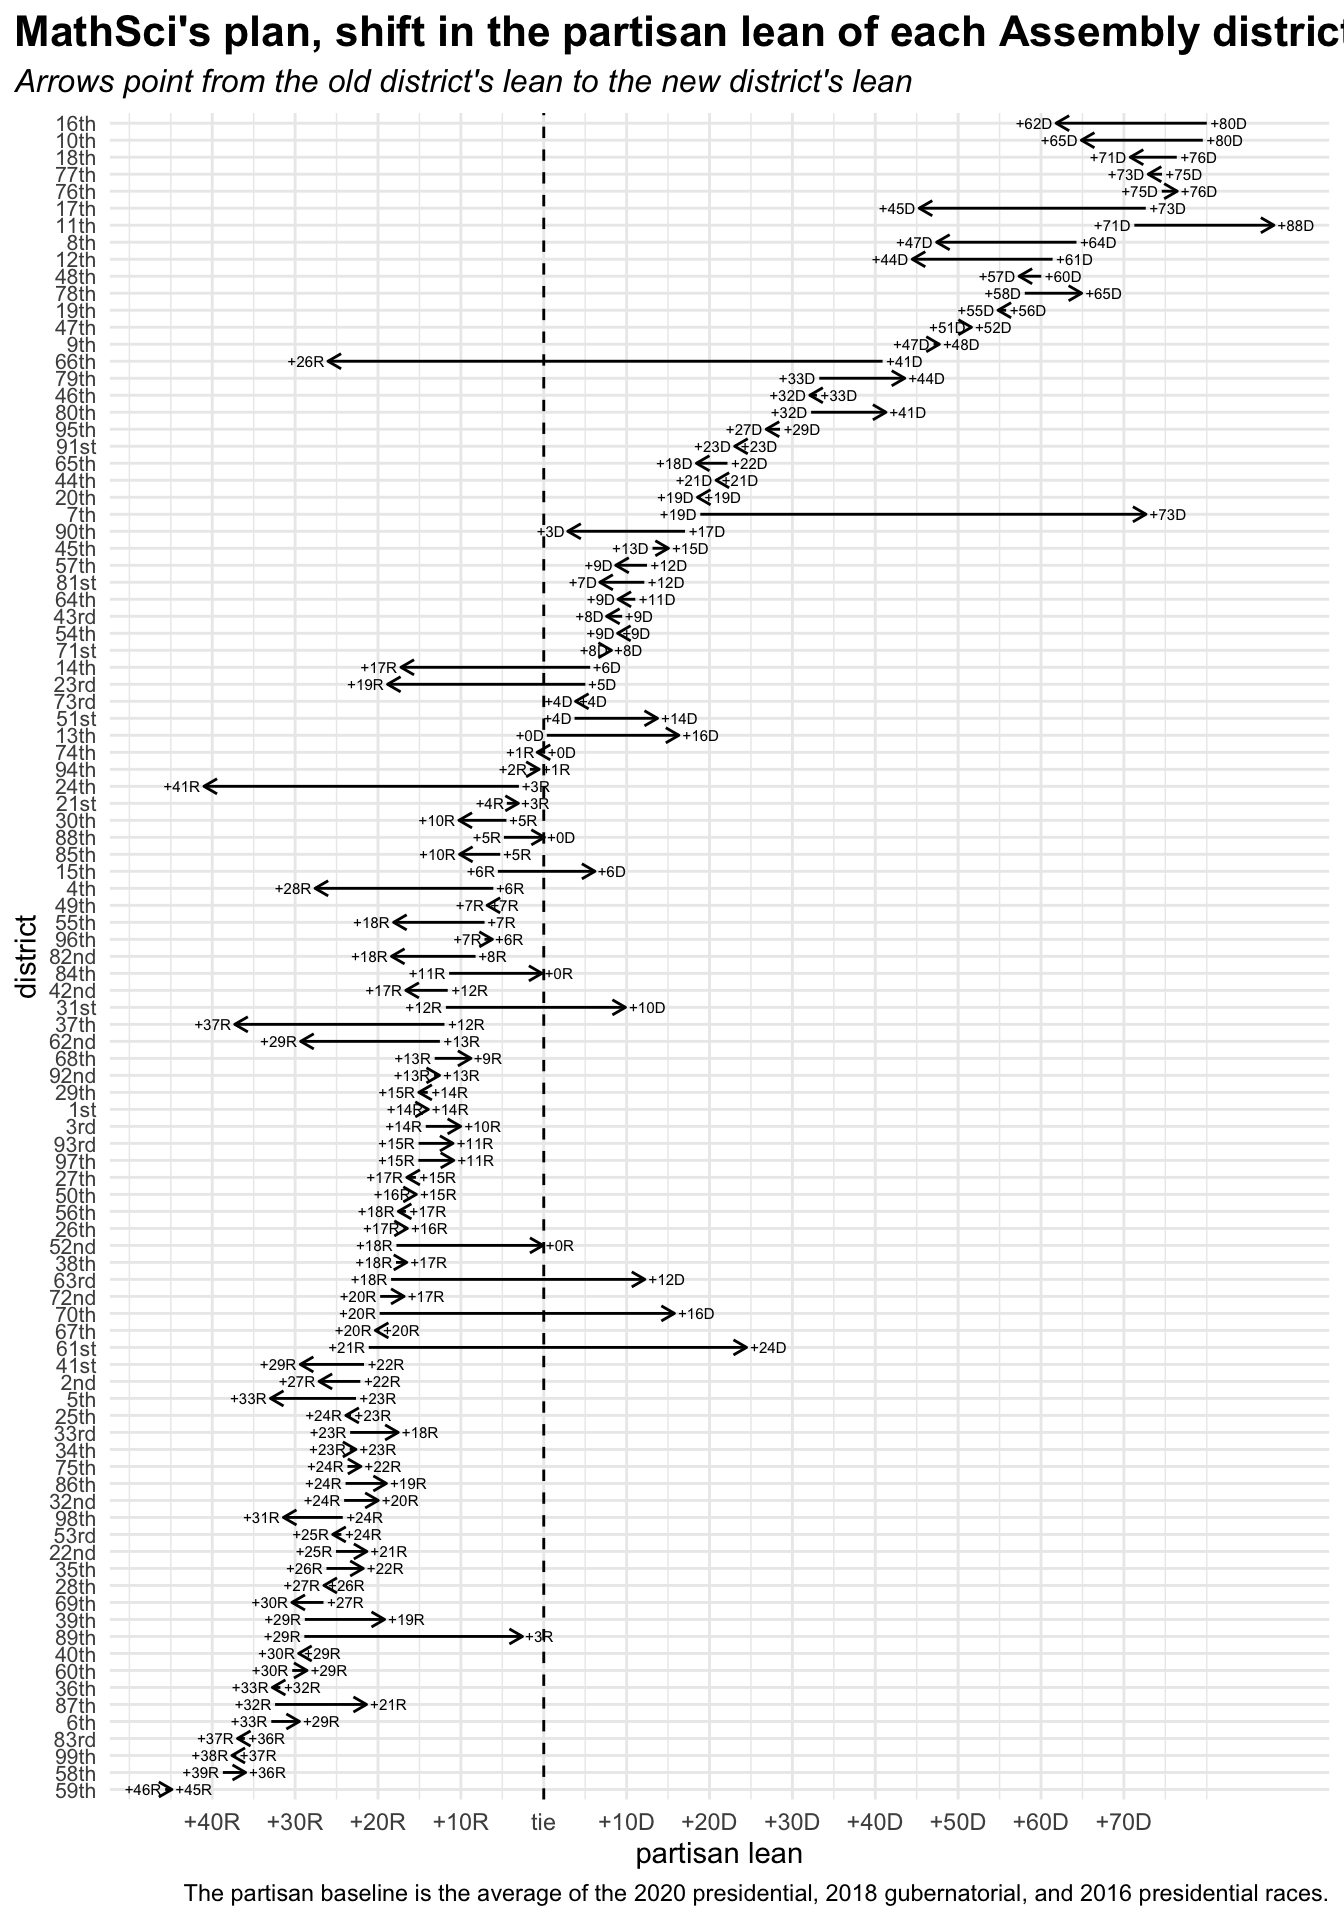 MathSci's plan, shift in the partisan lean of each Assembly district
Arrows point from the old district's lean to the new district's lean
16th +62D +80D
10th +65D +80D
18th +71D +76D
77th +73D +75D
76th +75D +76D
17th +45D +73D
11th +71D +88D
8th +47D +64D
12th +44D +61D
48th +57D +60D
78th +58D +65D
19th +55D +56D
47th +51D +52D
9th +47D +48D
66th +26R +41D
79th +33D +44D
46th +32D +33D
80th +32D +41D
95th +27D +29D
91st +23D +23D
65th +18D +22D
44th +21D +21D
20th +19D +19D
7th +19D +73D
90th +3D +17D
45th +13D +15D
57th +9D +12D
81st +7D +12D
64th +9D +11D
43rd +8D +9D
54th +9D +9D
71st +8D +8D
14th +17R +6D
23rd +19R +5D
73rd +4D +4D
51st +4D +14D
13th +0D +16D
74th +1R +0D
94th +2R +1R
24th +41R +3R
21st +4R +3R
30th +10R +5R
88th +5R +0D
85th +10R +5R
15th +6R +6D
4th +28R +6R
49th +7R +7R
55th +18R +7R
96th +7R +6R
82nd +18R +8R
84th +11R +0R
42nd +17R +12R
31st +12R +10D
37th +37R +12R
62nd +29R +13R
68th +13R +9R
92nd +13R +13R
29th +15R +14R
1st +14R +14R
3rd +14R +10R
93rd +15R +11R
97th +15R +11R
27th +17R +15R
50th +16R +15R
56th +18R +17R
26th +17R +16R
52nd +18R +0R
38th +18R +17R
63rd +18R +12D
72nd +20R +17R
70th +20R +16D
67th +20R +20R
61st +21R +24D
41st +29R +22R
2nd +27R +22R
5th +33R +23R
25th +24R +23R
33rd +23R +18R
34th +23R +23R
75th +24R +22R
86th +24R +19R
32nd +24R +20R
98th +31R +24R
53rd +25R +24R
22nd +25R +21R
35th +26R +22R
28th +27R +26R
69th +30R +27R
39th +29R +19R
89th +29R +3R
40th +30R +29R
60th +30R +29R
36th +33R +32R
87th +32R +21R
6th +33R +29R
83rd +37R +36R
99th +38R +37R
58th +39R +36R
59th +46R +45R
district
+40R +30R +20R +10R tie +10D +20D +30D +40D +50D +60D +70D
partisan lean
The partisan baseline is the average of the 2020 presidential, 2018 gubernatorial, and 2016 presidential races.